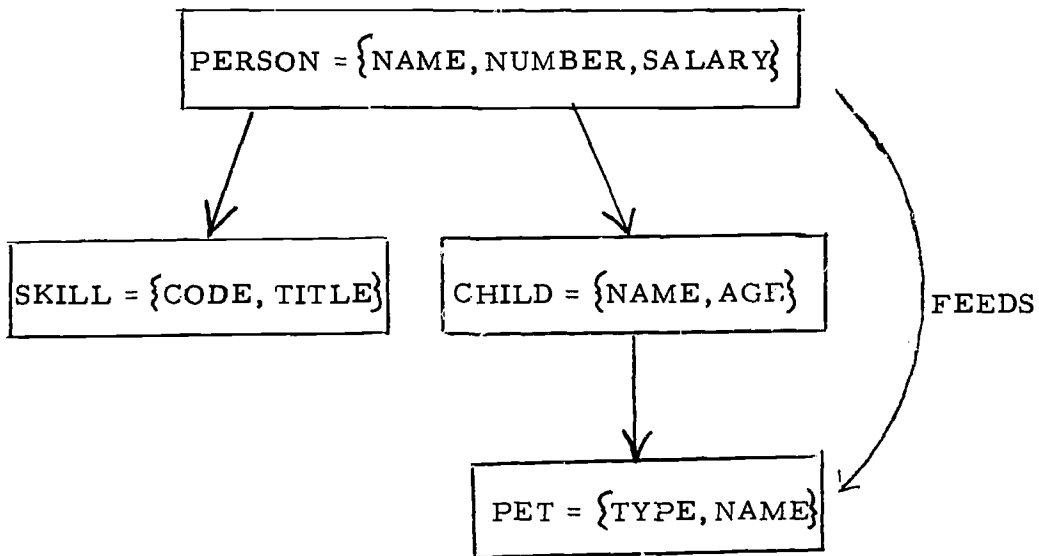 PERSON = {NAME, NUMBER, SALARY}
SKILL = {CODE, TITLE}
CHILD = {NAME, AGE}
FEEDS
PET = {TYPE, NAME}